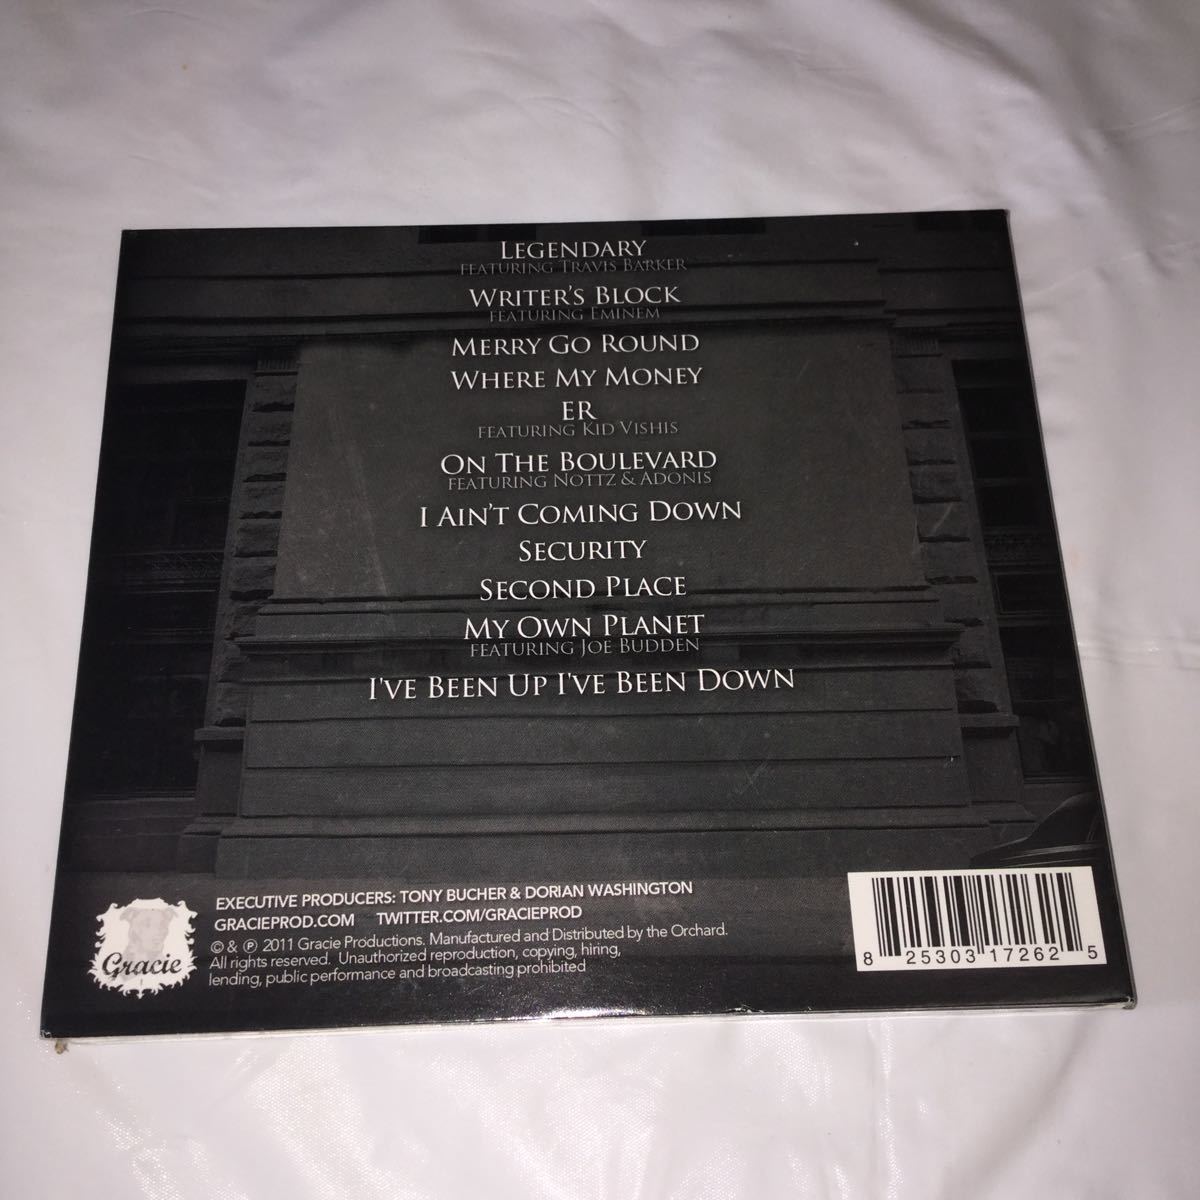 LEGENDARY
FEATURING TRAVIS BARKER
WRITER'S BLOCK
FEATURING EMINEM
MERRY GO ROUND
WHERE MY MONEY
ER
FEATURING KID VISHIS
ON THE BOULEVARD
FEATURING NOTTZ & ADONIS
I AIN'T COMING DOWN
SECURITY
SECOND PLACE
MY OWN PLANET
FEATURING JOE BUDDEN
I'VE BEEN UP I'VE BEEN DOWN
Gracie
EXECUTIVE PRODUCERS: TONY BUCHER & DORIAN WASHINGTON
GRACIEPROD.COM TWITTER.COM/GRACIEPROD
© & ℗ 2011 Gracie Productions. Manufactured and Distributed by the Orchard.
All rights reserved. Unauthorized reproduction, copying, hiring,
lending, public performance and broadcasting prohibited
8 25303 17262 5